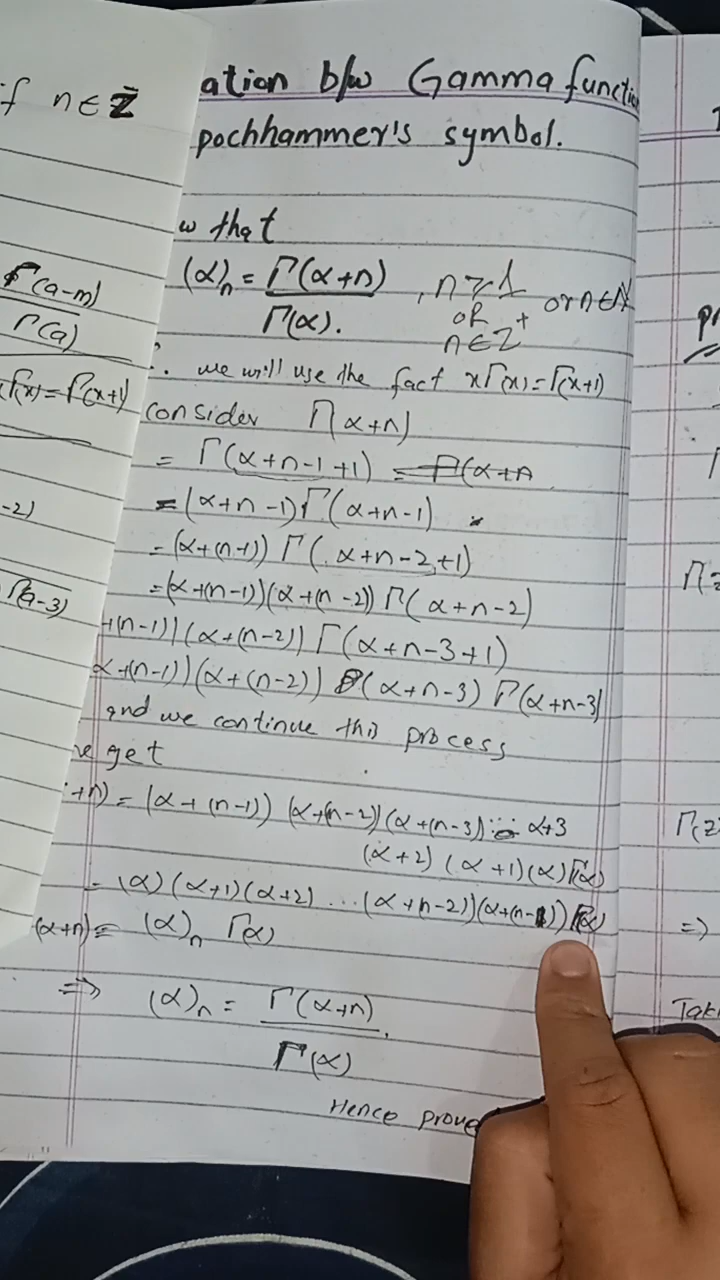 if n∈Z̄
ation b/w Gamma function
pochhammer's symbol.
w that
(α)ₙ = Γ(α+n) , n ⩾ 1 or n∈N
Γ(α). OR
n∈Z⁺
Γ(a-m)
Γ(a)
∴ we will use the fact xΓ(x)=Γ(x+1)
Γ(x)=Γ(x+1)
consider Γ(α+n)
= Γ(α+n-1+1) = Γ(α+n
= (α+n-1)Γ(α+n-1)
-2)
= (α+(n-1)) Γ(α+n-2+1)
Γ(a-3)
= (α+(n-1))(α+(n-2)) Γ(α+n-2)
+(n-1))(α+(n-2)) Γ(α+n-3+1)
α+(n-1))(α+(n-2)) (α+n-3) Γ(α+n-3)
and we continue this process
e get
+n) = (α+(n-1)) (α+(n-2)) (α+(n-3) ... α+3
(α+2) (α+1)(α)Γ(α)
= (α)(α+1)(α+2) ... (α+n-2))(α+(n-1))Γ(α)
(α+n) = (α)ₙ Γ(α)
⇒ (α)ₙ = Γ(α+n)
Γ(α) .
Hence prove
Γ(z
⇒
Taki